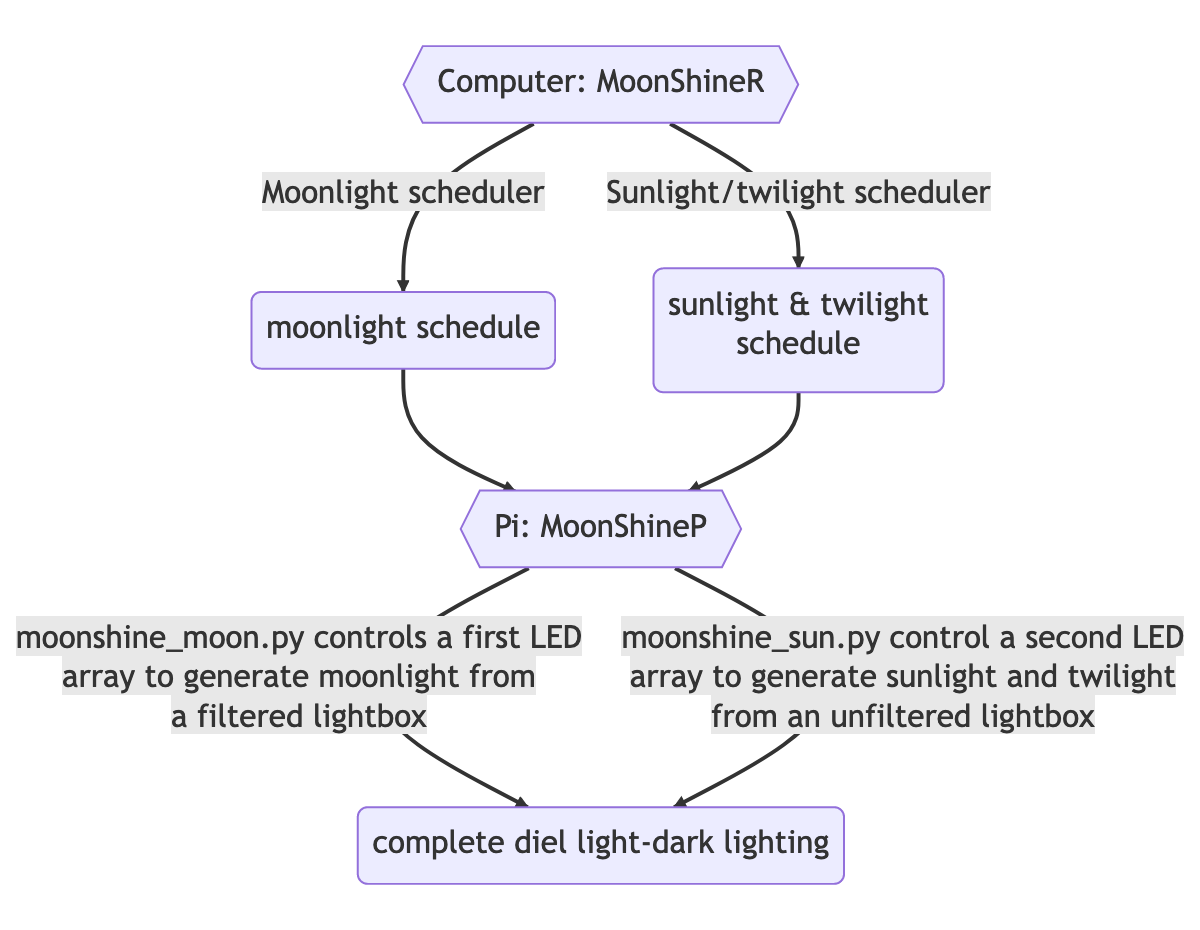 Computer: MoonShineR
Moonlight scheduler
Sunlight/twilight scheduler
moonlight schedule
sunlight & twilight
schedule
Pi: MoonShineP
moonshine_moon.py controls a first LED
array to generate moonlight from
a filtered lightbox
moonshine_sun.py control a second LED
array to generate sunlight and twilight
from an unfiltered lightbox
complete diel light-dark lighting